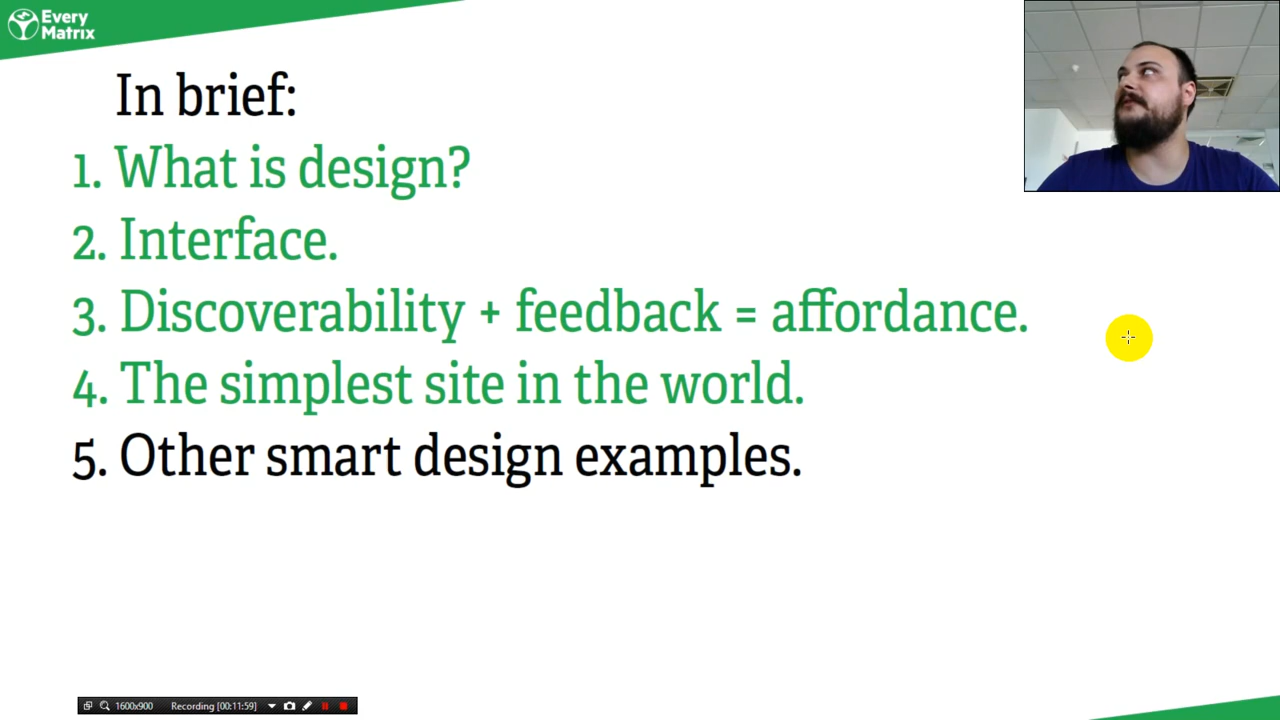 Every
Matrix
In brief:
1. What is design?
2. Interface.
3. Discoverability + feedback = affordance.
4. The simplest site in the world.
5. Other smart design examples.
1600x900 Recording [00:11:59]